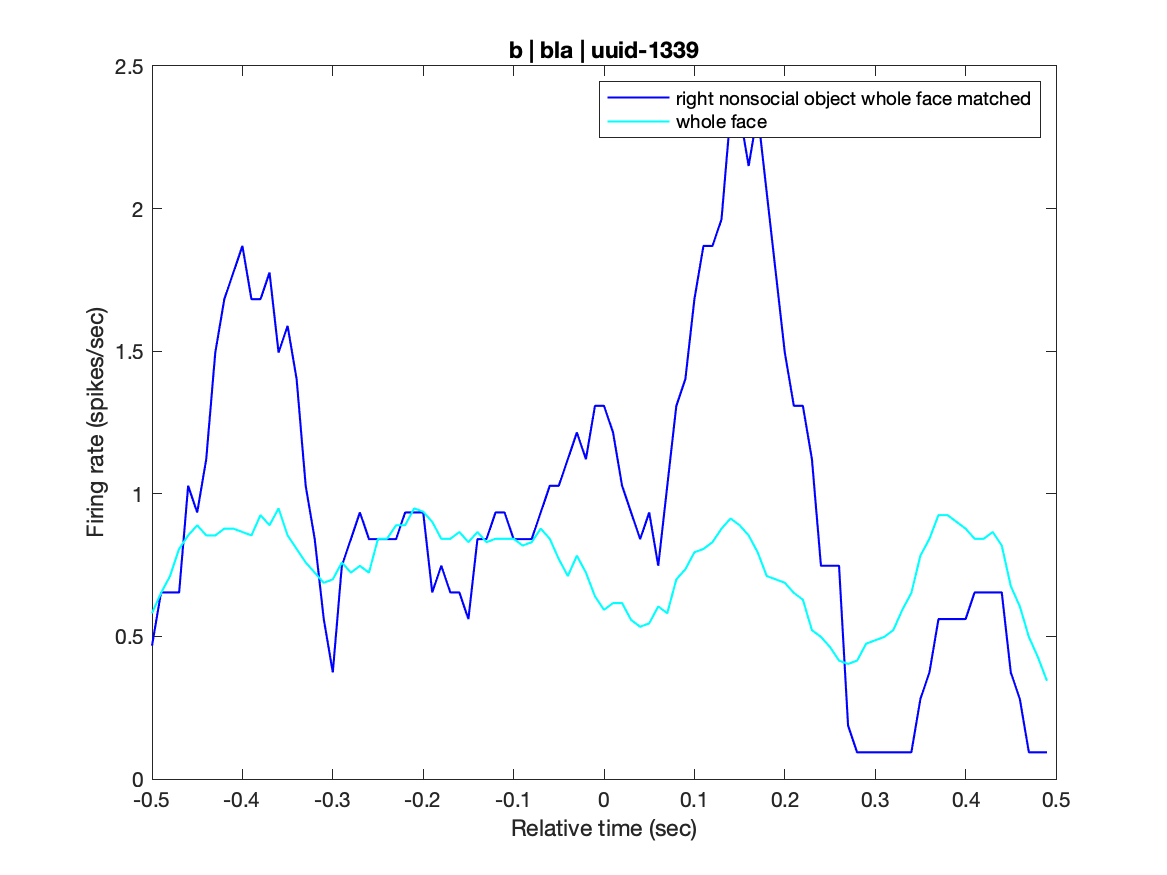 b | bla | uuid-1339
right nonsocial object whole face matched
whole face
Firing rate (spikes/sec)
2.5
2
1.5
1
0.5
0
-0.5 -0.4 -0.3 -0.2 -0.1 0 0.1 0.2 0.3 0.4 0.5
Relative time (sec)